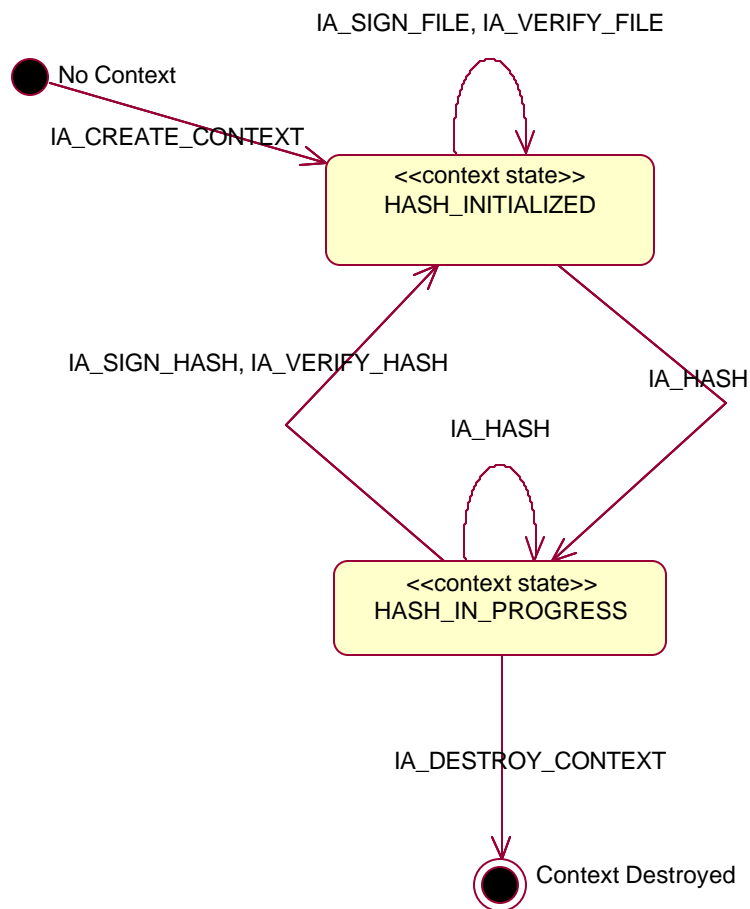 IA_SIGN_FILE, IA_VERIFY_FILE
No Context
IA_CREATE_CONTEXT
<<context state>>
HASH_INITIALIZED
IA_SIGN_HASH, IA_VERIFY_HASH
IA_HASH
IA_HASH
<<context state>>
HASH_IN_PROGRESS
IA_DESTROY_CONTEXT
Context Destroyed